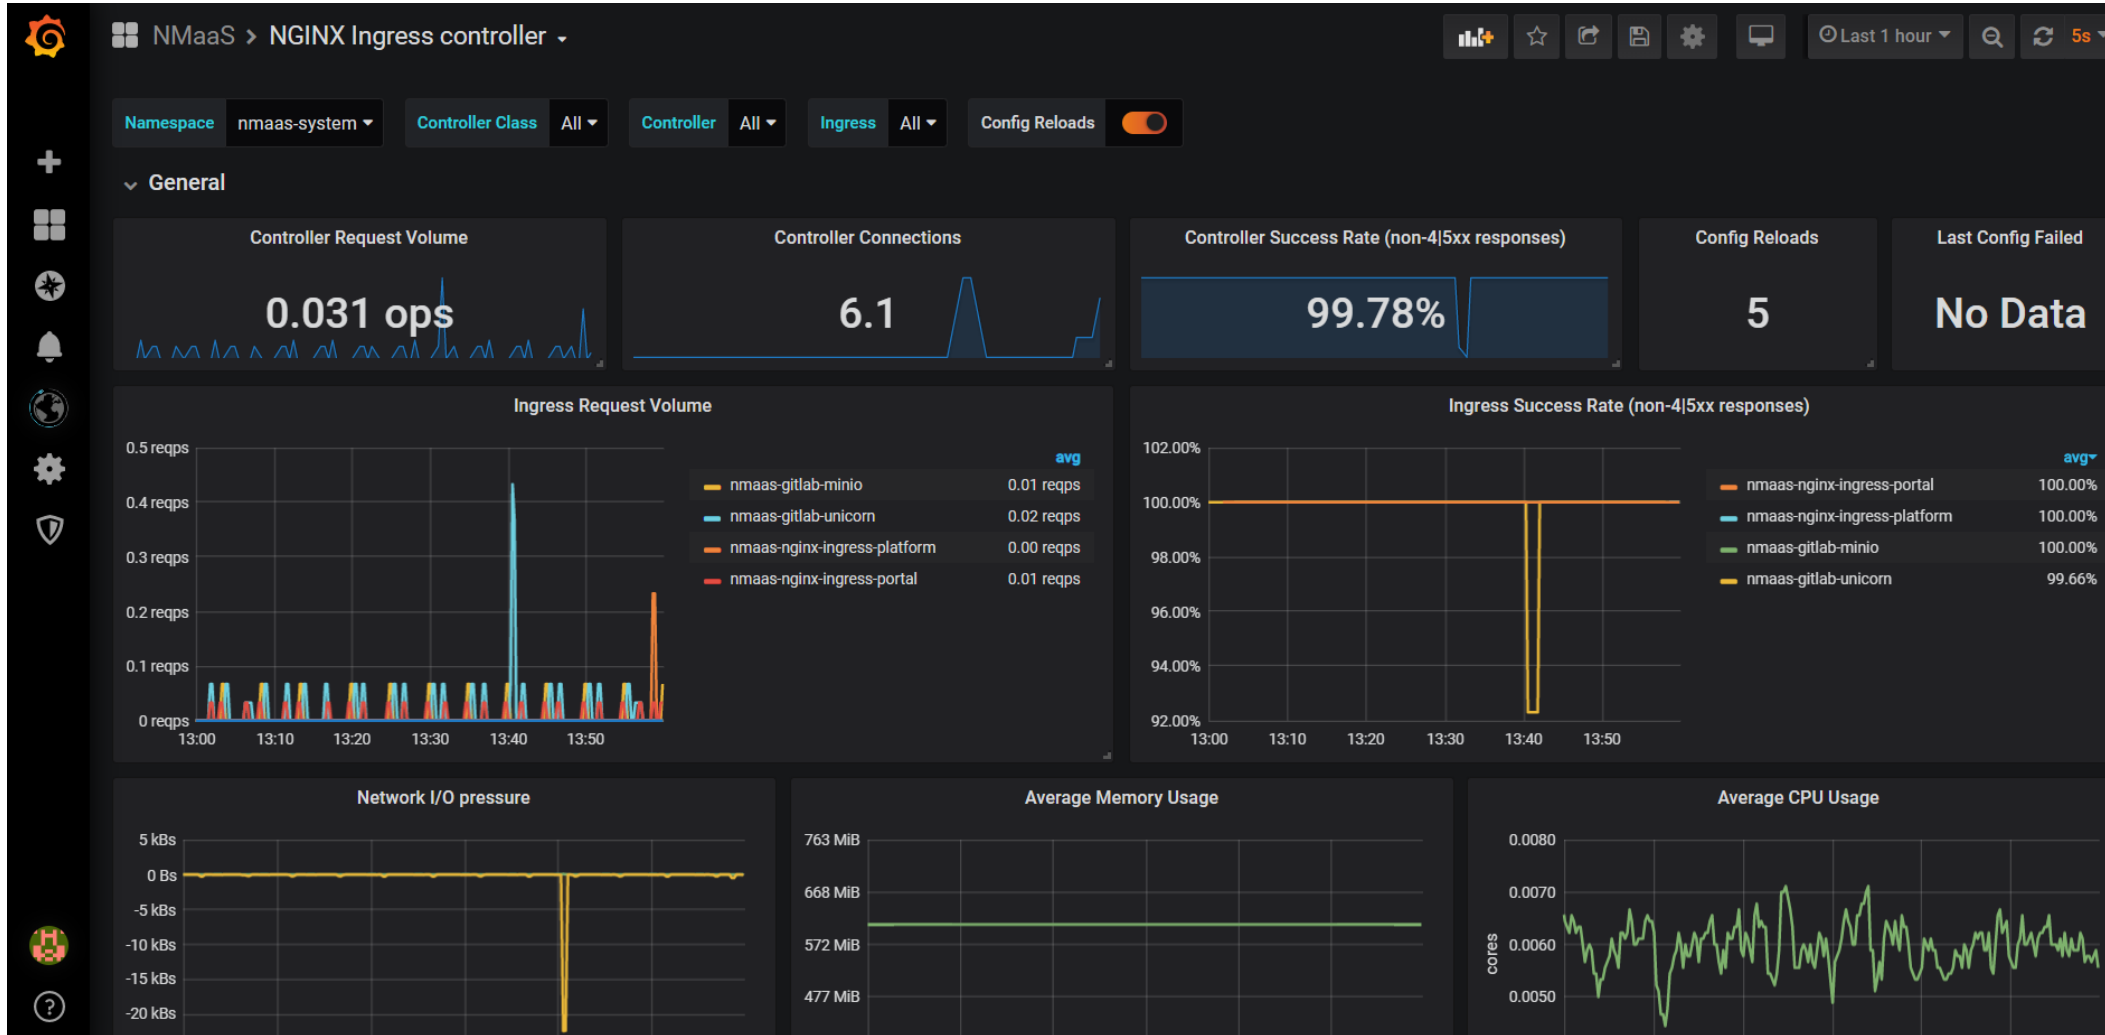 NMaaS > NGINX Ingress controller
Last 1 hour
5s
Namespace nmaas-system Controller Class All Controller All Ingress All Config Reloads
General
Controller Request Volume
0.031 ops
Controller Connections
6.1
Controller Success Rate (non-4|5xx responses)
99.78%
Config Reloads
5
Last Config Failed
No Data
Ingress Request Volume
0.5 reqps
0.4 reqps
0.3 reqps
0.2 reqps
0.1 reqps
0 reqps
13:00 13:10 13:20 13:30 13:40 13:50
avg
nmaas-gitlab-minio 0.01 reqps
nmaas-gitlab-unicorn 0.02 reqps
nmaas-nginx-ingress-platform 0.00 reqps
nmaas-nginx-ingress-portal 0.01 reqps
Ingress Success Rate (non-4|5xx responses)
102.00%
100.00%
98.00%
96.00%
94.00%
92.00%
13:00 13:10 13:20 13:30 13:40 13:50
avg
nmaas-nginx-ingress-portal 100.00%
nmaas-nginx-ingress-platform 100.00%
nmaas-gitlab-minio 100.00%
nmaas-gitlab-unicorn 99.66%
Network I/O pressure
5 kBs
0 Bs
-5 kBs
-10 kBs
-15 kBs
-20 kBs
Average Memory Usage
763 MiB
668 MiB
572 MiB
477 MiB
Average CPU Usage
cores
0.0080
0.0070
0.0060
0.0050